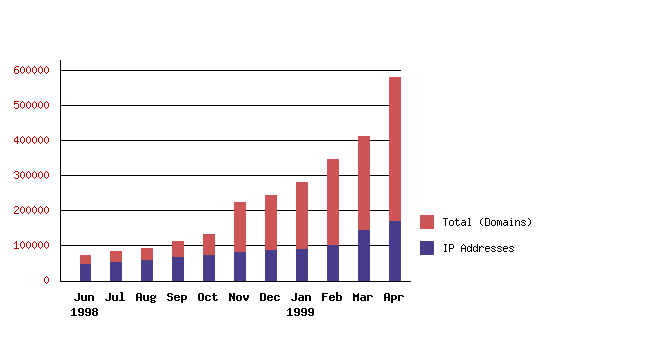 600000
500000
400000
300000
200000
100000
0
Total (Domains)
IP Addresses
Jun Jul Aug Sep Oct Nov Dec Jan Feb Mar Apr
1998 1999